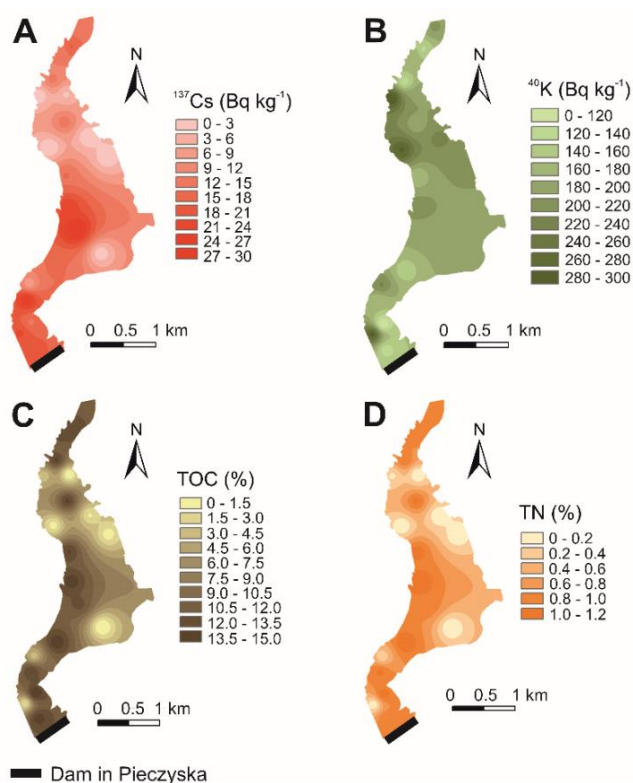 A
N
¹³⁷Cs (Bq kg⁻¹)
0 - 3
3 - 6
6 - 9
9 - 12
12 - 15
15 - 18
18 - 21
21 - 24
24 - 27
27 - 30
0 0.5 1 km
B
N
⁴⁰K (Bq kg⁻¹)
0 - 120
120 - 140
140 - 160
160 - 180
180 - 200
200 - 220
220 - 240
240 - 260
260 - 280
280 - 300
0 0.5 1 km
C
N
TOC (%)
0 - 1.5
1.5 - 3.0
3.0 - 4.5
4.5 - 6.0
6.0 - 7.5
7.5 - 9.0
9.0 - 10.5
10.5 - 12.0
12.0 - 13.5
13.5 - 15.0
0 0.5 1 km
D
N
TN (%)
0 - 0.2
0.2 - 0.4
0.4 - 0.6
0.6 - 0.8
0.8 - 1.0
1.0 - 1.2
0 0.5 1 km
Dam in Pieczyska